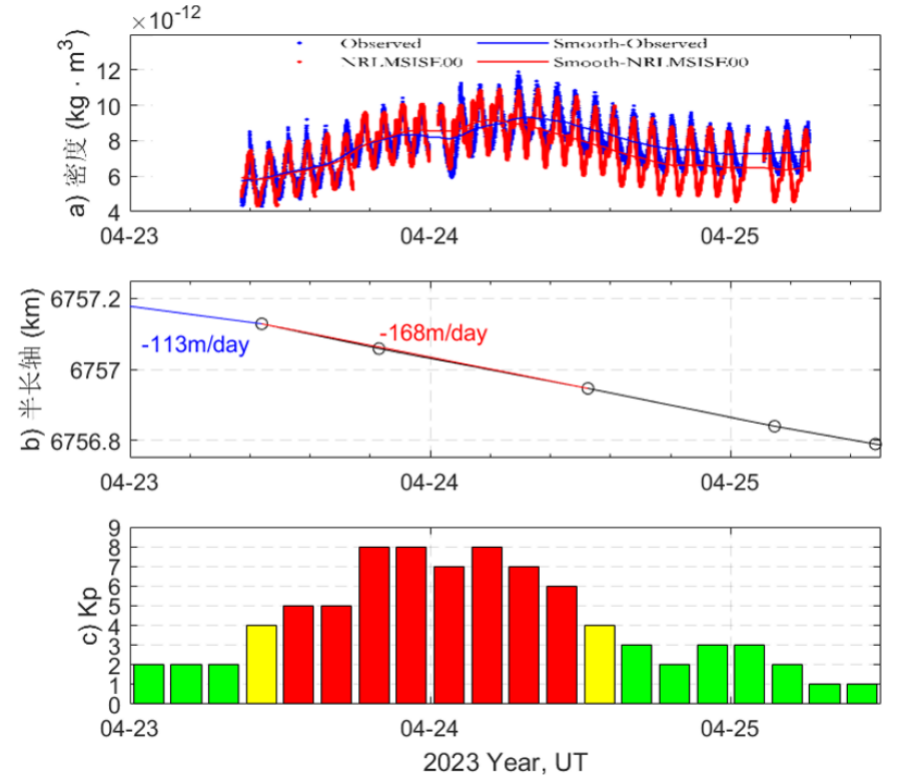 ×10^-12
Observed Smooth-Observed
NRLMSISE00 Smooth-NRLMSISE00
14
12
10
8
6
4
a) 密度 (kg · m^3)
04-23 04-24 04-25
6757.2
6757
6756.8
b) 半长轴 (km)
-113m/day
-168m/day
04-23 04-24 04-25
9
8
7
6
5
4
3
2
1
0
c) Kp
04-23 04-24 04-25
2023 Year, UT